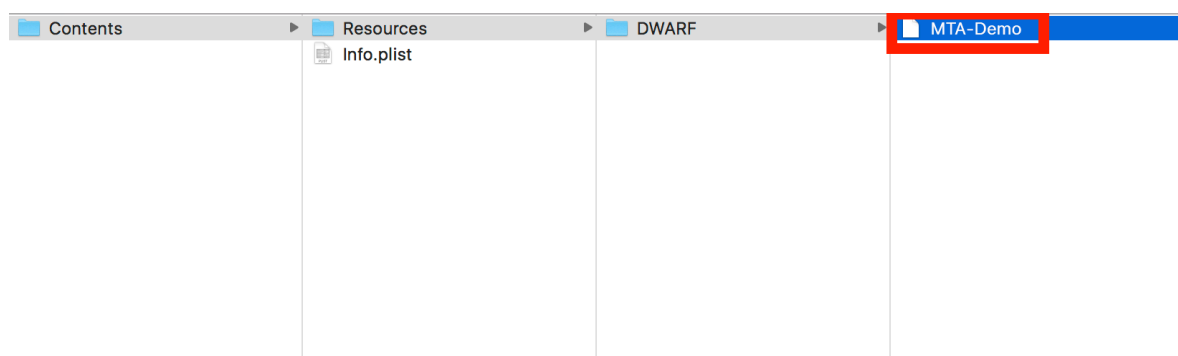 Contents
Resources
DWARF
MTA-Demo
Info.plist